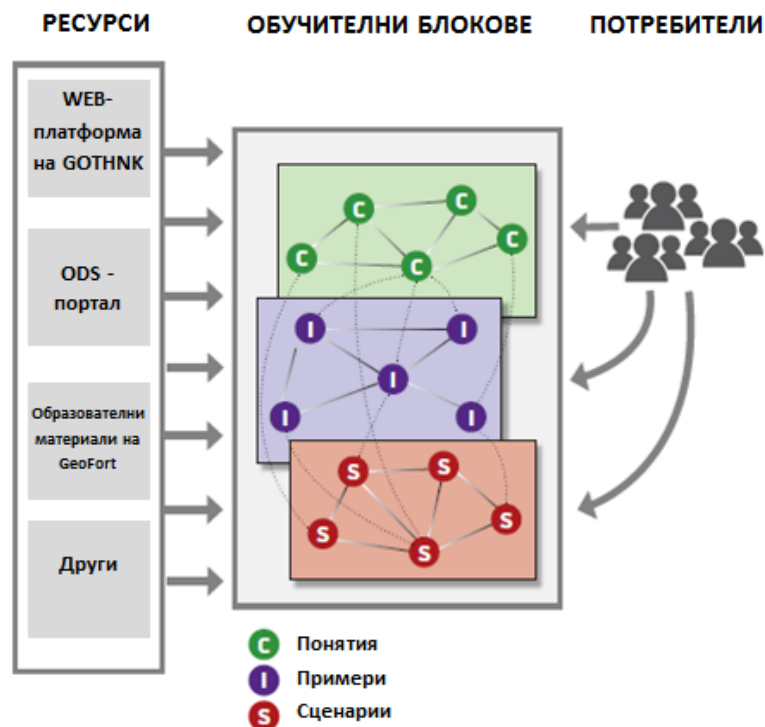 РЕСУРСИ
ОБУЧИТЕЛНИ БЛОКОВЕ
ПОТРЕБИТЕЛИ
WEB-
платформа
на GOTHNK
ODS -
портал
Образователни
материали на
GeoFort
Други
C
C
C
C
C
I
I
I
I
I
S
S
S
S
S
C Понятия
I Примери
S Сценарии